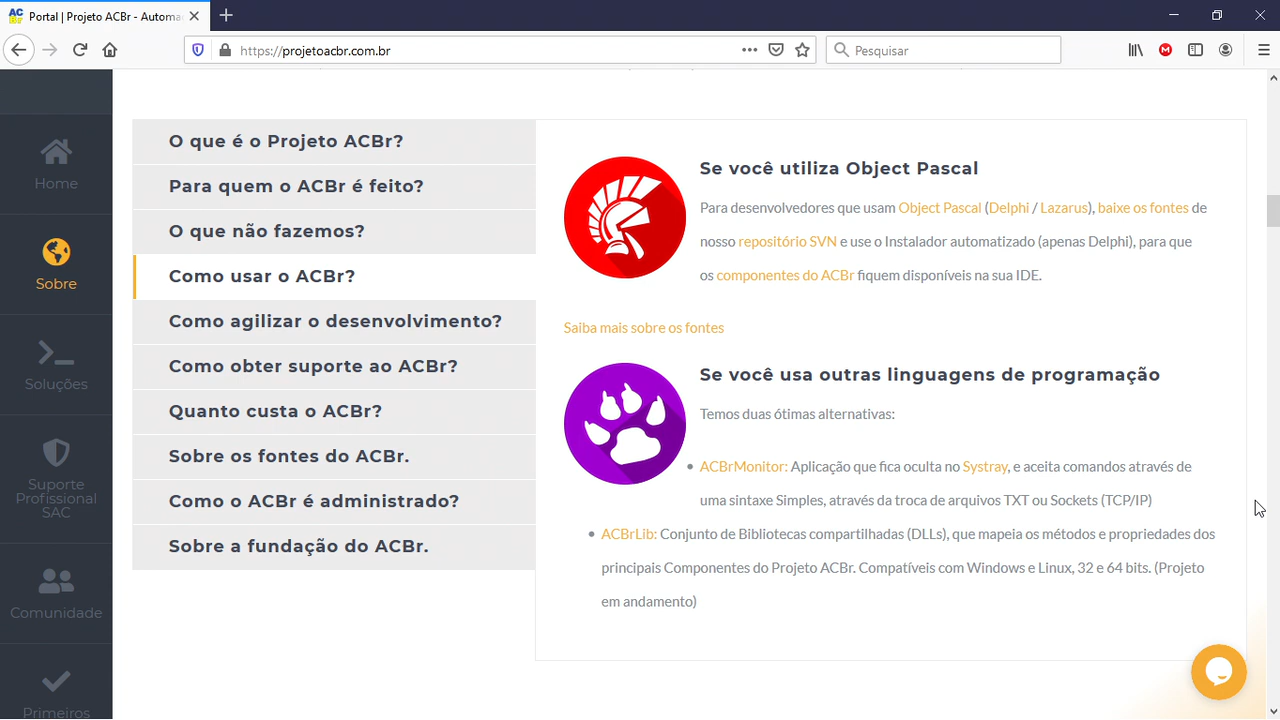 Portal | Projeto ACBr - Automa
https://projetoacbr.com.br
Pesquisar
Home
Sobre
Soluções
Suporte
Profissional
SAC
Comunidade
Primeiros
O que é o Projeto ACBr?
Para quem o ACBr é feito?
O que não fazemos?
Como usar o ACBr?
Como agilizar o desenvolvimento?
Como obter suporte ao ACBr?
Quanto custa o ACBr?
Sobre os fontes do ACBr.
Como o ACBr é administrado?
Sobre a fundação do ACBr.
Se você utiliza Object Pascal
Para desenvolvedores que usam Object Pascal (Delphi / Lazarus), baixe os fontes de
nosso repositório SVN e use o Instalador automatizado (apenas Delphi), para que
os componentes do ACBr fiquem disponíveis na sua IDE.
Saiba mais sobre os fontes
Se você usa outras linguagens de programação
Temos duas ótimas alternativas:
• ACBrMonitor: Aplicação que fica oculta no Systray, e aceita comandos através de
uma sintaxe Simples, através da troca de arquivos TXT ou Sockets (TCP/IP)
• ACBrLib: Conjunto de Bibliotecas compartilhadas (DLLs), que mapeia os métodos e propriedades dos
principais Componentes do Projeto ACBr. Compatíveis com Windows e Linux, 32 e 64 bits. (Projeto
em andamento)